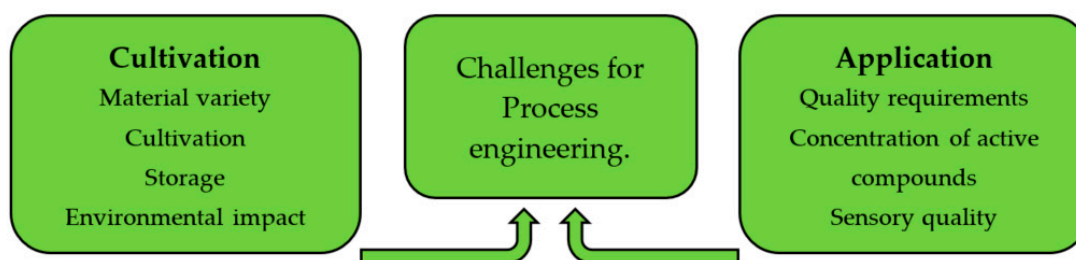 Cultivation
Material variety
Cultivation
Storage
Environmental impact
Challenges for
Process
engineering.
Application
Quality requirements
Concentration of active
compounds
Sensory quality